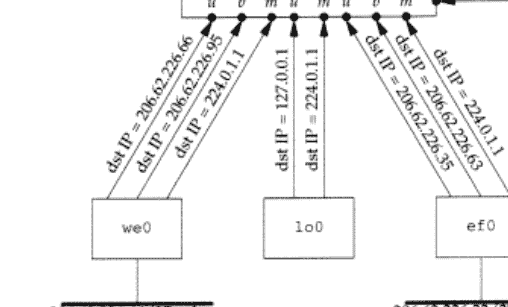 u v m u m u v m
dst IP = 206.62.226.66
dst IP = 206.62.226.95
dst IP = 224.0.1.1
dst IP = 127.0.0.1
dst IP = 224.0.1.1
dst IP = 206.62.226.35
dst IP = 206.62.226.63
dst IP = 224.0.1.1
we0 lo0 ef0